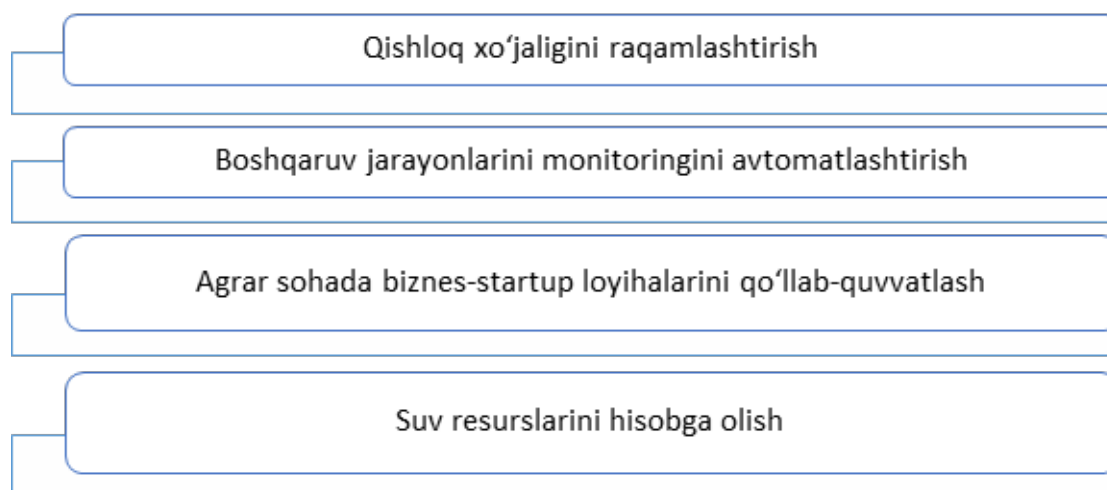 Qishloq xo‘jaligini raqamlashtirish
Boshqaruv jarayonlarini monitoringini avtomatlashtirish
Agrar sohada biznes-startup loyihalarini qo‘llab-quvvatlash
Suv resurslarini hisobga olish